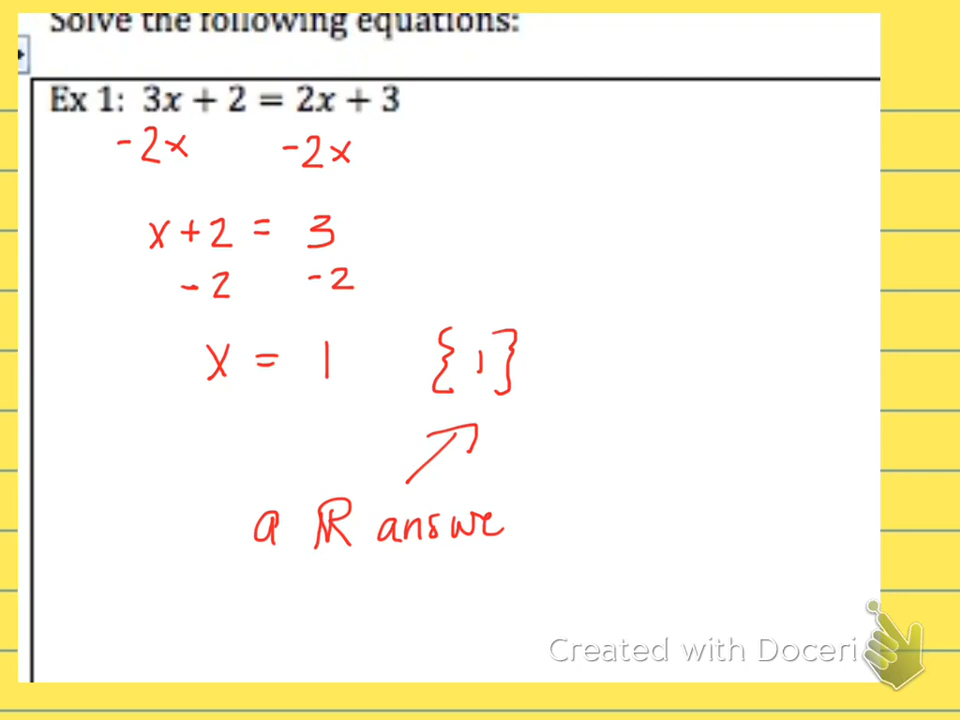 Solve the following equations:
Ex 1: 3x + 2 = 2x + 3
-2x -2x
x+2 = 3
-2 -2
x = 1 {1}
a ℝ answe
Created with Doceri